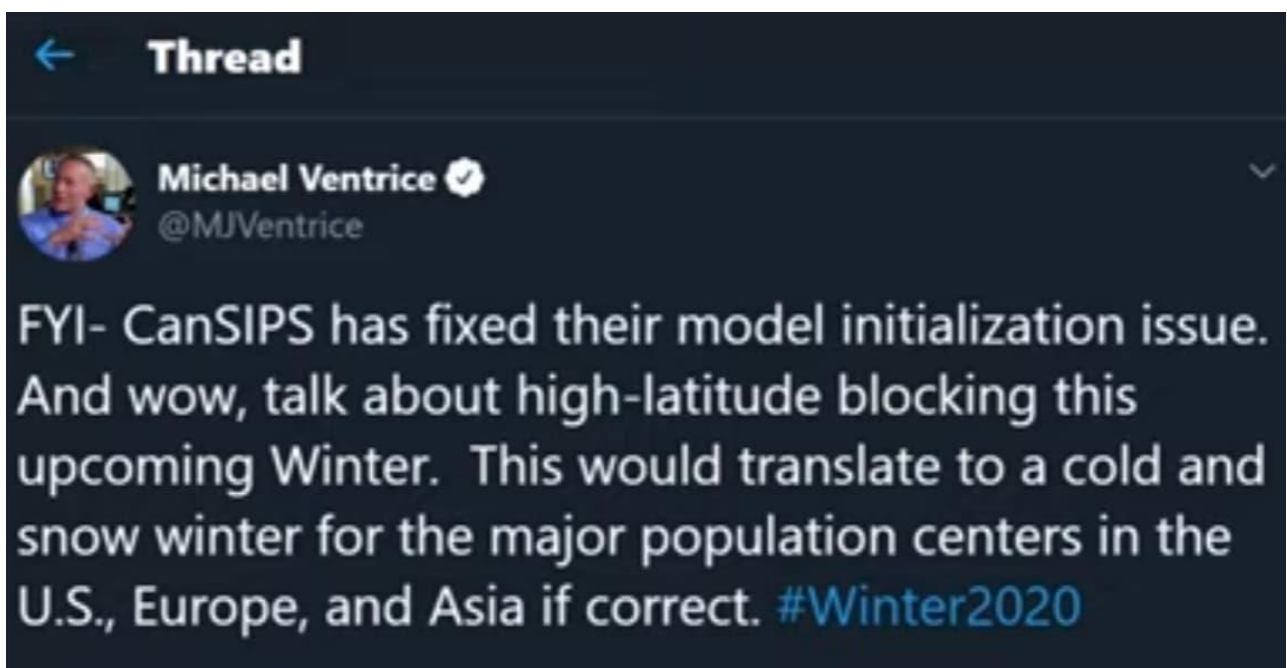 Thread
Michael Ventrice
@MJVentrice
FYI- CanSIPS has fixed their model initialization issue.
And wow, talk about high-latitude blocking this
upcoming Winter.  This would translate to a cold and
snow winter for the major population centers in the
U.S., Europe, and Asia if correct. #Winter2020